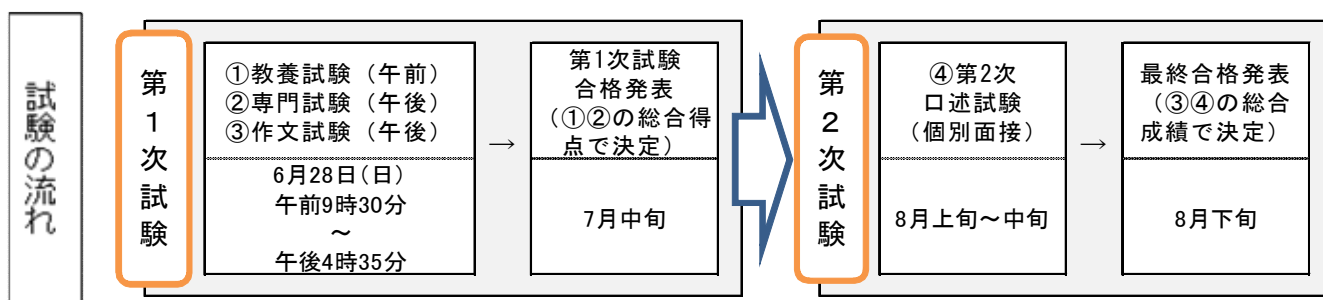 試験の流れ
第1次試験
①教養試験（午前）
②専門試験（午後）
③作文試験（午後）
6月28日(日)
午前9時30分
～
午後4時35分
→
第1次試験
合格発表
（①②の総合得
点で決定）
7月中旬
第2次試験
④第2次
口述試験
（個別面接）
8月上旬～中旬
→
最終合格発表
（③④の総合
成績で決定）
8月下旬